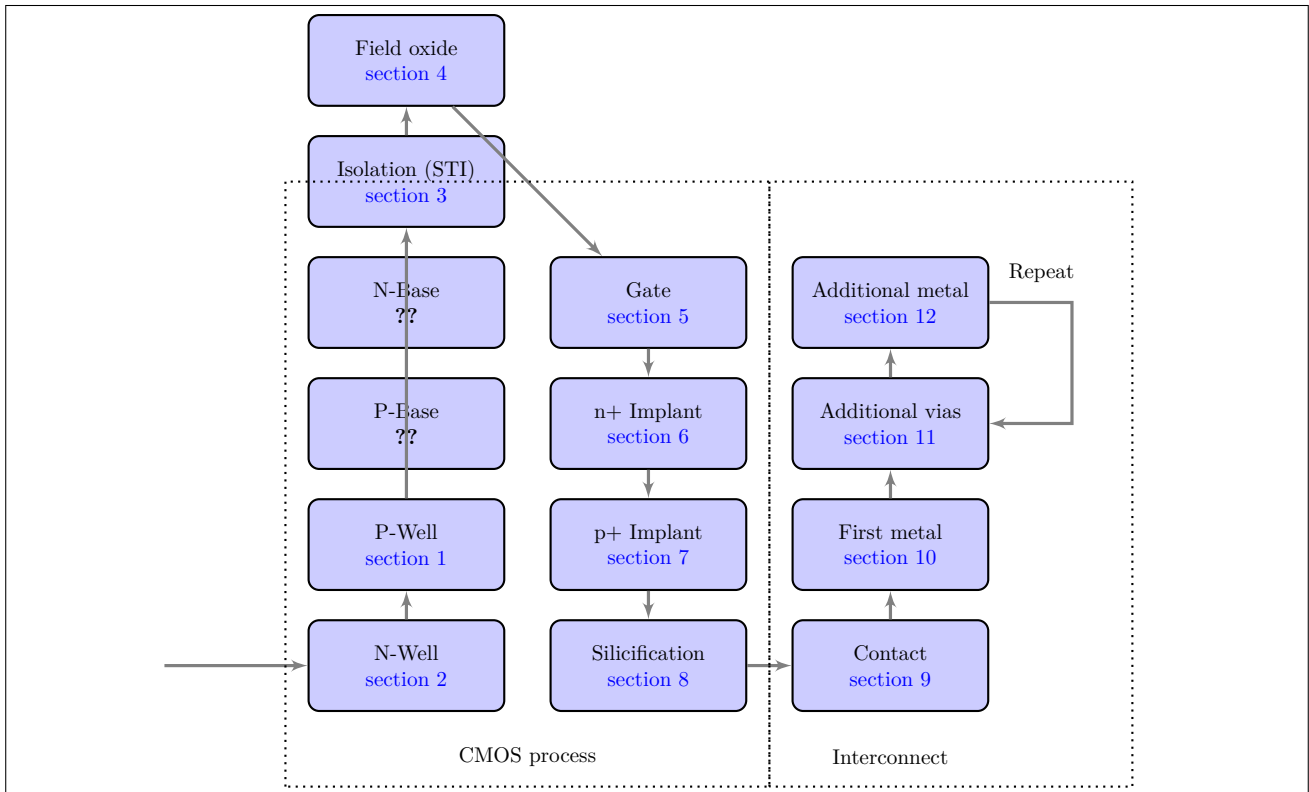 Field oxide
section 4
Isolation (STI)
section 3
N-Base
??
P-Base
??
P-Well
section 1
N-Well
section 2
Gate
section 5
n+ Implant
section 6
p+ Implant
section 7
Silicification
section 8
Additional metal
section 12
Repeat
Additional vias
section 11
First metal
section 10
Contact
section 9
CMOS process
Interconnect